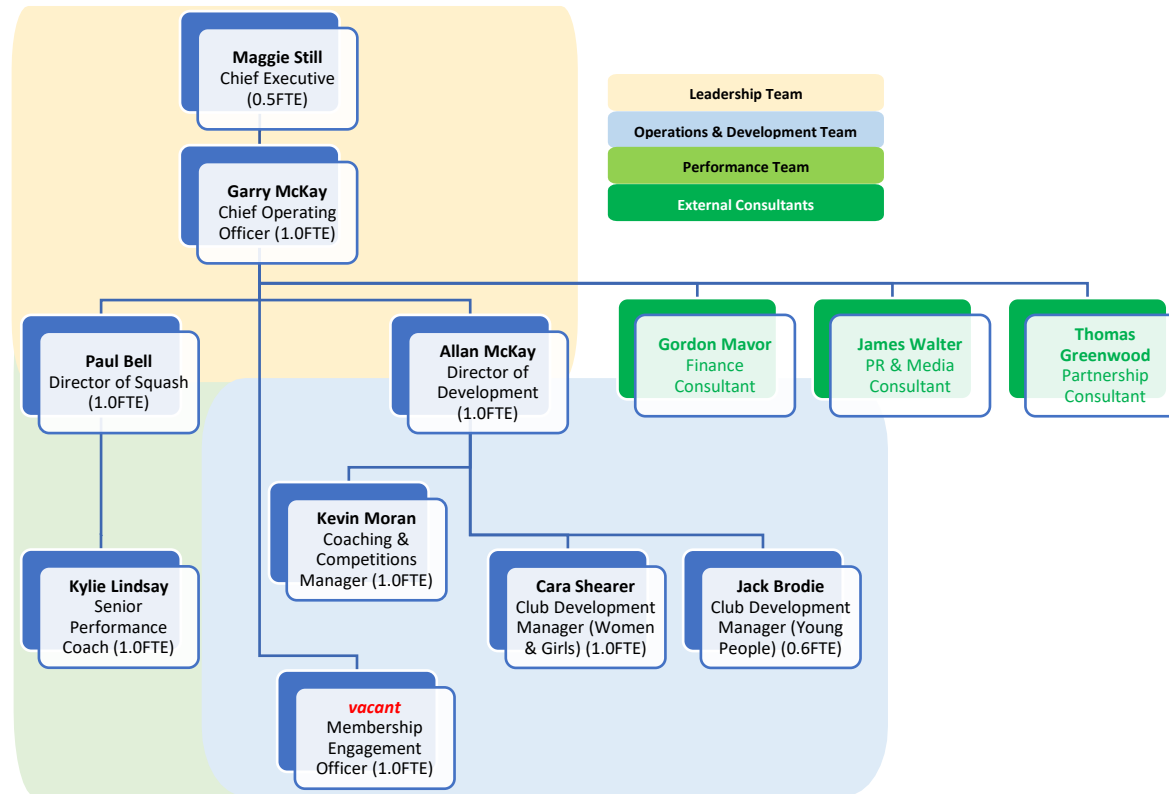 Maggie Still
Chief Executive
(0.5FTE)
Leadership Team
Operations & Development Team
Performance Team
External Consultants
Garry McKay
Chief Operating
Officer (1.0FTE)
Paul Bell
Director of Squash
(1.0FTE)
Allan McKay
Director of
Development
(1.0FTE)
Gordon Mavor
Finance
Consultant
James Walter
PR & Media
Consultant
Thomas
Greenwood
Partnership
Consultant
Kevin Moran
Coaching &
Competitions
Manager (1.0FTE)
Kylie Lindsay
Senior
Performance
Coach (1.0FTE)
Cara Shearer
Club Development
Manager (Women
& Girls) (1.0FTE)
Jack Brodie
Club Development
Manager (Young
People) (0.6FTE)
vacant
Membership
Engagement
Officer (1.0FTE)